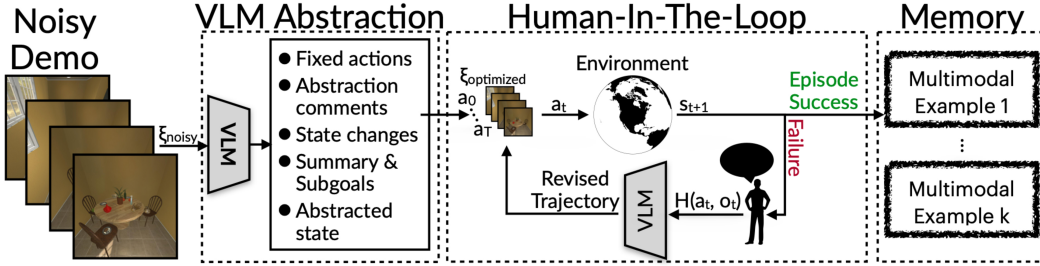 Noisy
Demo
ξnoisy
VLM Abstraction
VLM
● Fixed actions
● Abstraction
comments
● State changes
● Summary &
Subgoals
● Abstracted
state
Human-In-The-Loop
ξoptimized
a0
⋱
aT
at
Environment
st+1
Episode
Success
Failure
H(at, ot)
VLM
Revised
Trajectory
Memory
Multimodal
Example 1
...
Multimodal
Example k